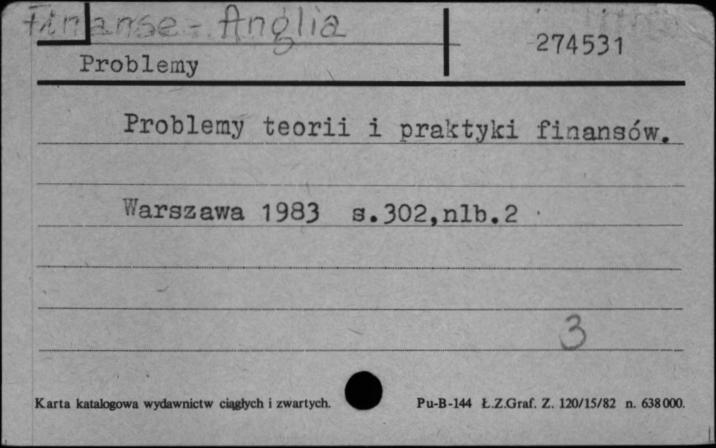 Finanse - Anglia
274531
Problemy
Problemy teorii i praktyki finansów.
Warszawa 1983 s.302,nlb.2
3
Karta katalogowa wydawnictw ciągłych i zwartych.
Pu-B-144 Ł.Z.Graf. Z. 120/15/82 n. 638000.